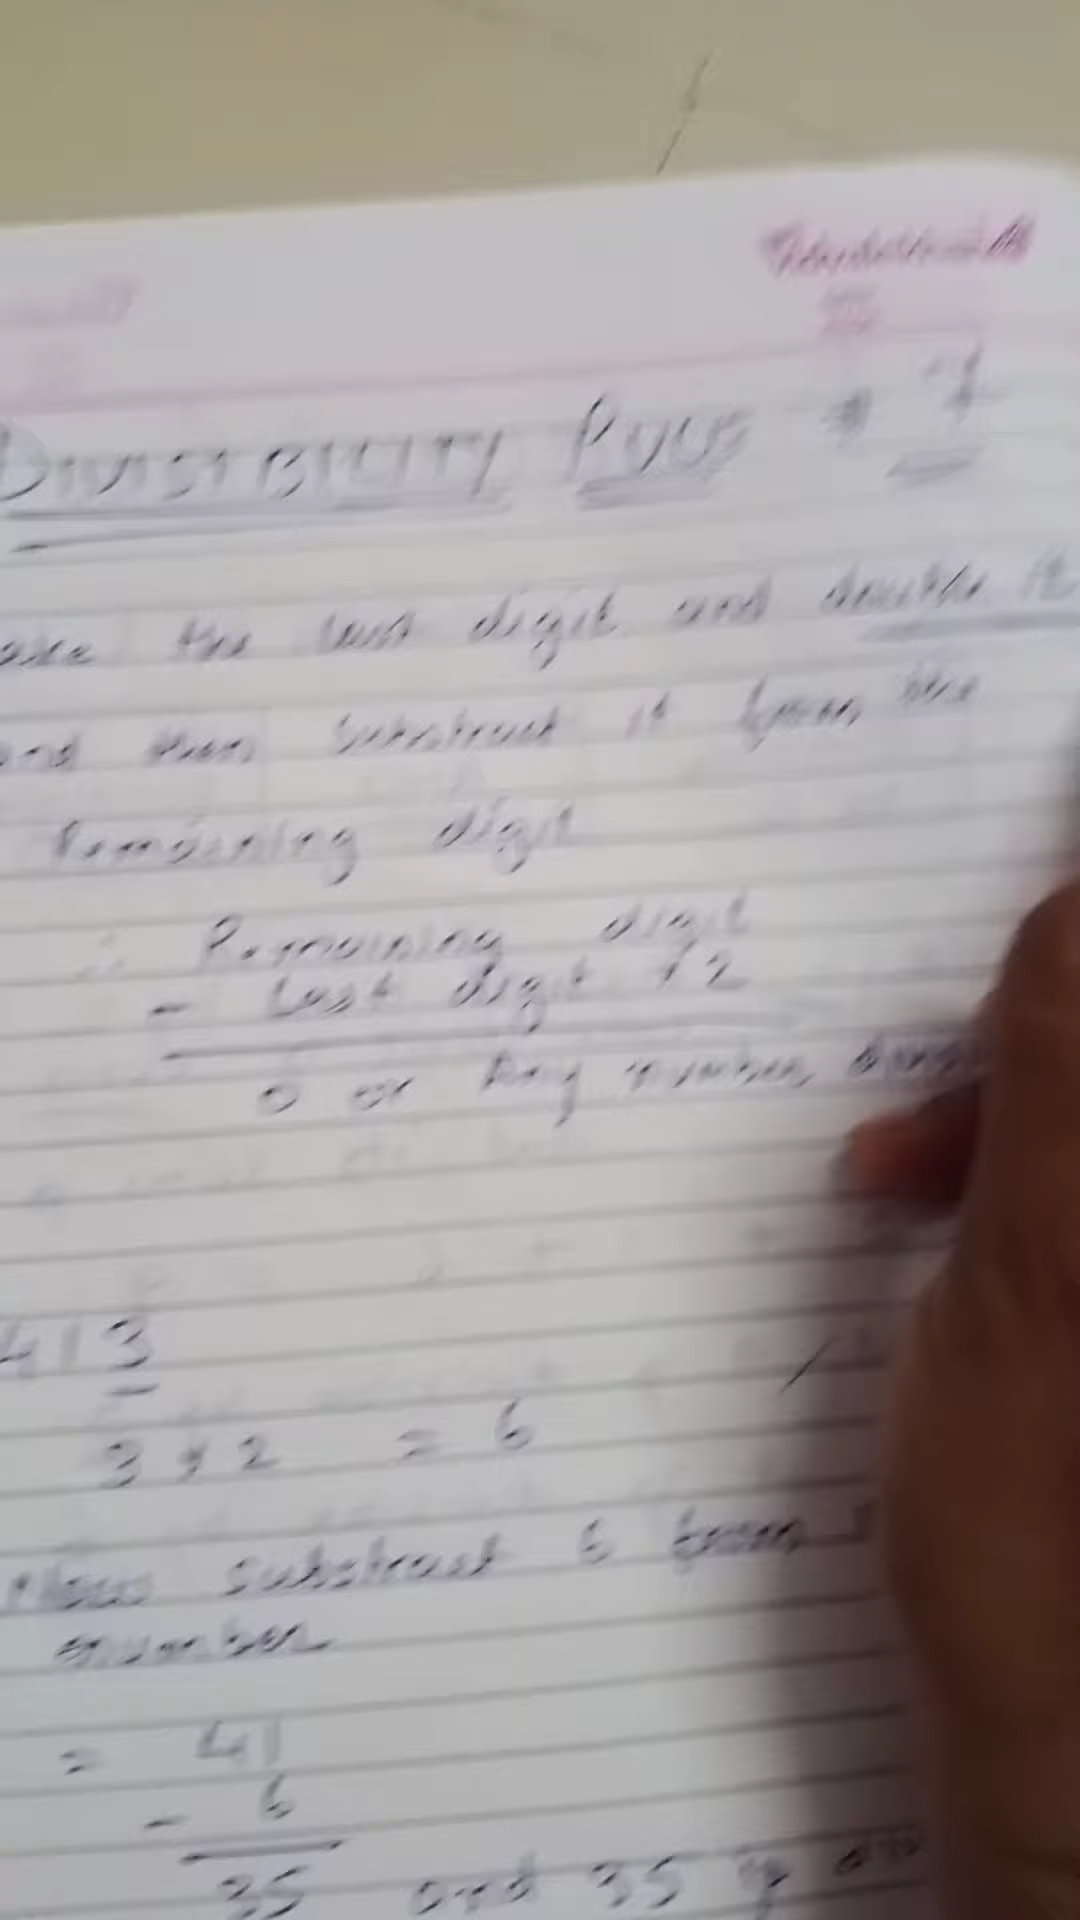 DIVISIBILITY RULE # 7
the last digit and double it
and then substract it from the
Remaining digit
∴ Remaining digit
- Last digit × 2
0 or Any number
413
3 × 2 = 6
substract 6 from
number
= 41
- 6
35 and 35 is